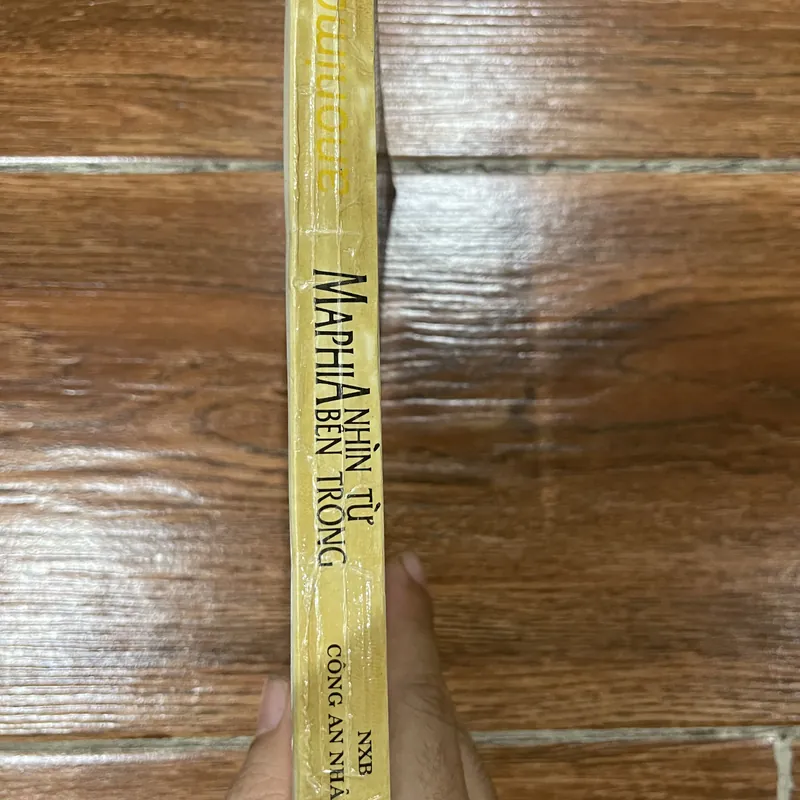 MAPHIA NHÌN TỪ
BÊN TRONG
NXB
CÔNG AN NHÂ